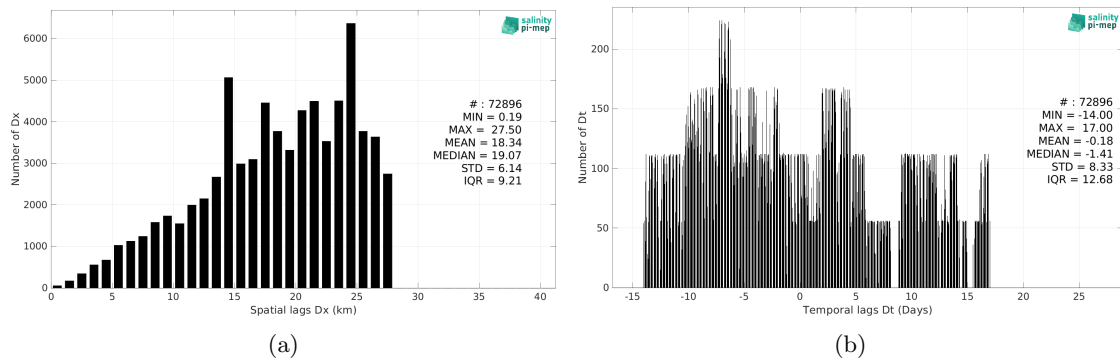 salinity
pi-mep
6000
5000
4000
3000
2000
1000
0
Number of Dx
# : 72896
MIN = 0.19
MAX = 27.50
MEAN = 18.34
MEDIAN = 19.07
STD = 6.14
IQR = 9.21
0 5 10 15 20 25 30 35 40
Spatial lags Dx (km)
(a)
salinity
pi-mep
200
150
100
50
0
Number of Dt
# : 72896
MIN = -14.00
MAX = 17.00
MEAN = -0.18
MEDIAN = -1.41
STD = 8.33
IQR = 12.68
-15 -10 -5 0 5 10 15 20 25
Temporal lags Dt (Days)
(b)